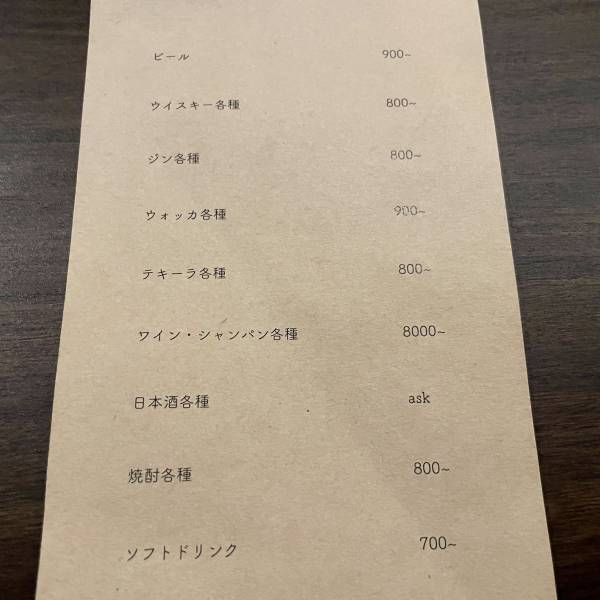 ビール 900~
ウイスキー各種 800~
ジン各種 800~
ウォッカ各種 900~
テキーラ各種 800~
ワイン・シャンパン各種 8000~
日本酒各種 ask
焼酎各種 800~
ソフトドリンク 700~